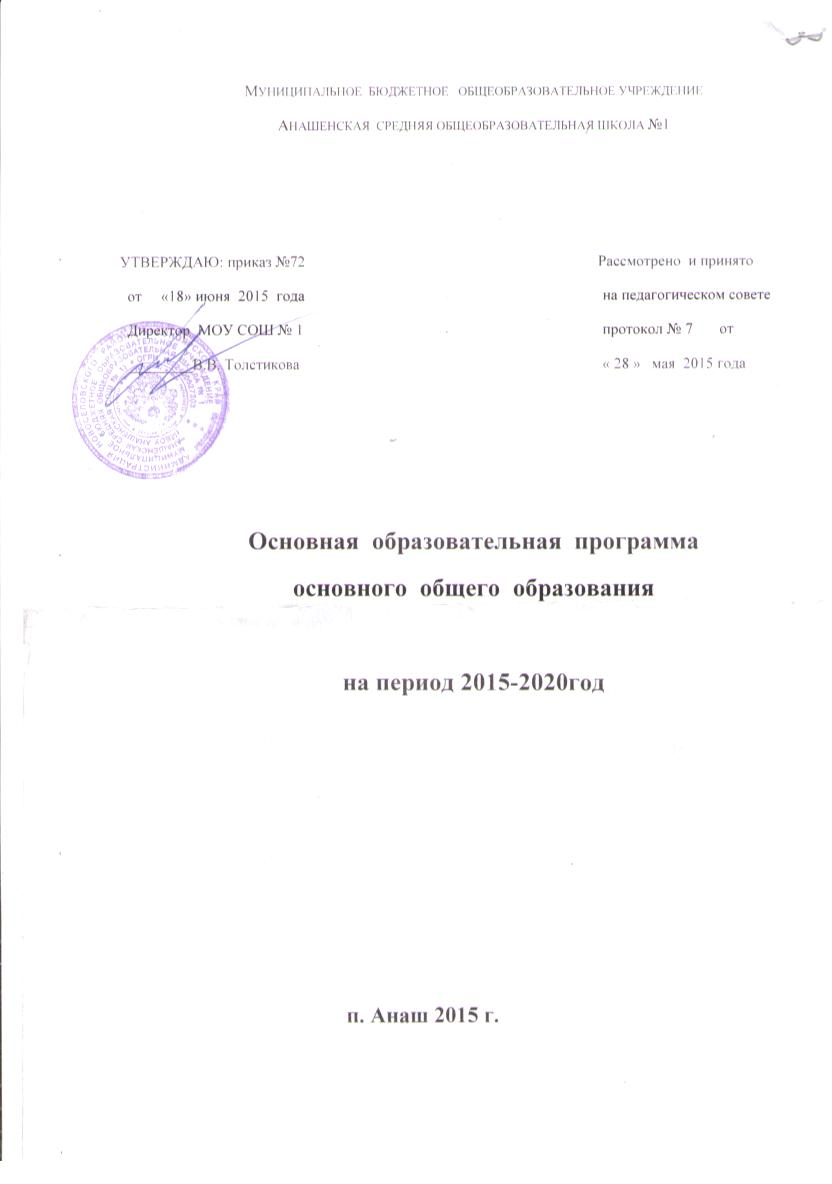 МУНИЦИПАЛЬНОЕ БЮДЖЕТНОЕ ОБЩЕОБРАЗОВАТЕЛЬНОЕ УЧРЕЖДЕНИЕ
АНАШЕНСКАЯ СРЕДНЯЯ ОБЩЕОБРАЗОВАТЕЛЬНАЯ ШКОЛА №1
УТВЕРЖДАЮ: приказ №72
от «18» июня 2015 года
Директор МОУ СОШ № 1
В.В. Толстикова
Рассмотрено и принято
на педагогическом совете
протокол № 7 от
« 28 » мая 2015 года
Основная образовательная программа
основного общего образования
на период 2015-2020год
п. Анаш 2015 г.